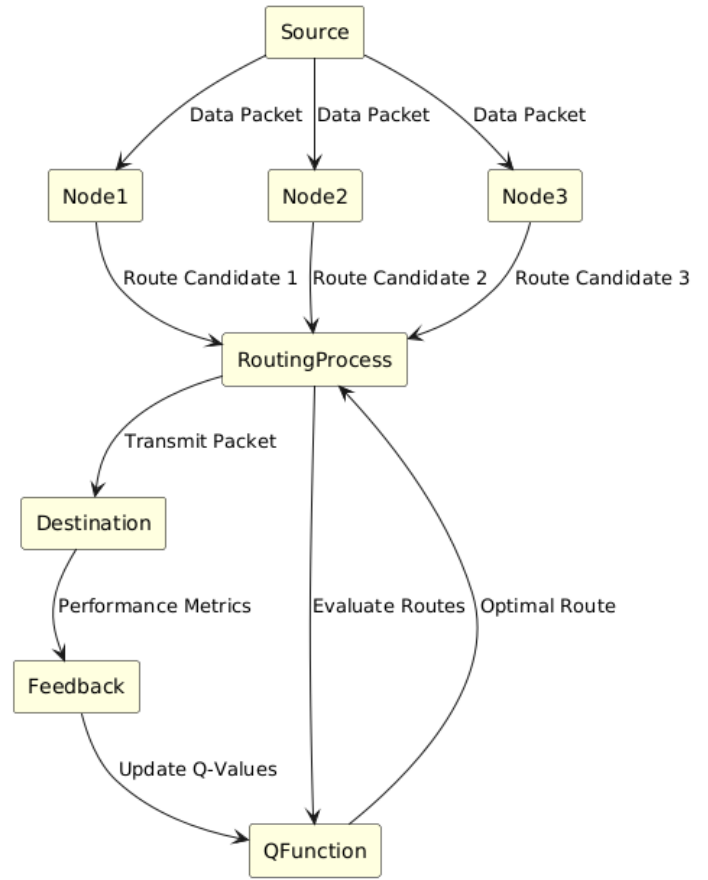 Source
Data Packet
Data Packet
Data Packet
Node1
Node2
Node3
Route Candidate 1
Route Candidate 2
Route Candidate 3
RoutingProcess
Transmit Packet
Destination
Performance Metrics
Evaluate Routes
Optimal Route
Feedback
Update Q-Values
QFunction